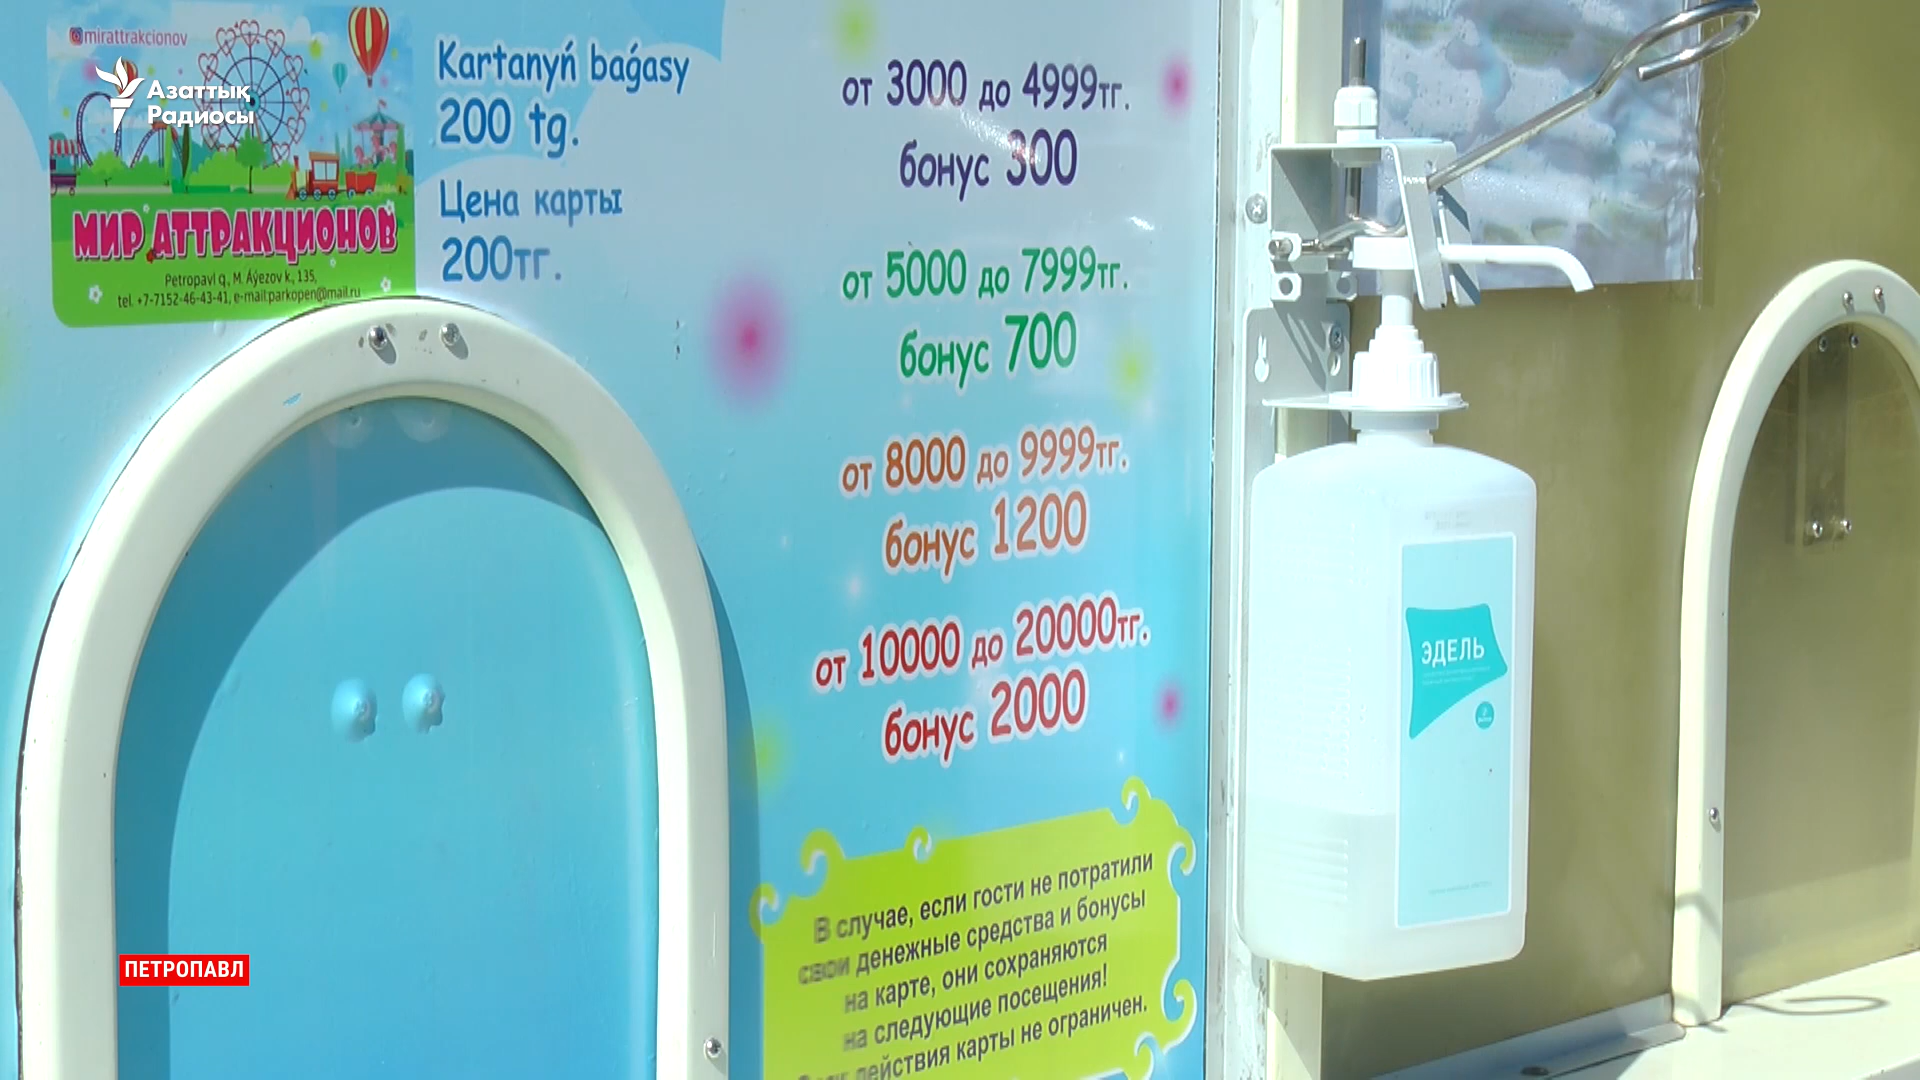 mirattrakcionov
Азаттық
Радиосы
МИР АТТРАКЦИОНОВ
Petropavl q., M. Áýezov k., 135,
tel. +7-7152-46-43-41, e-mail:parkopen@mail.ru
Kartanyń baǵasy
200 tg.
Цена карты
200тг.
от 3000 до 4999тг.
бонус 300
от 5000 до 7999тг.
бонус 700
от 8000 до 9999тг.
бонус 1200
от 10000 до 20000тг.
бонус 2000
В случае, если гости не потратили
свои денежные средства и бонусы
на карте, они сохраняются
на следующие посещения!
действия карты не ограничен.
ЭДЕЛЬ
ПЕТРОПАВЛ